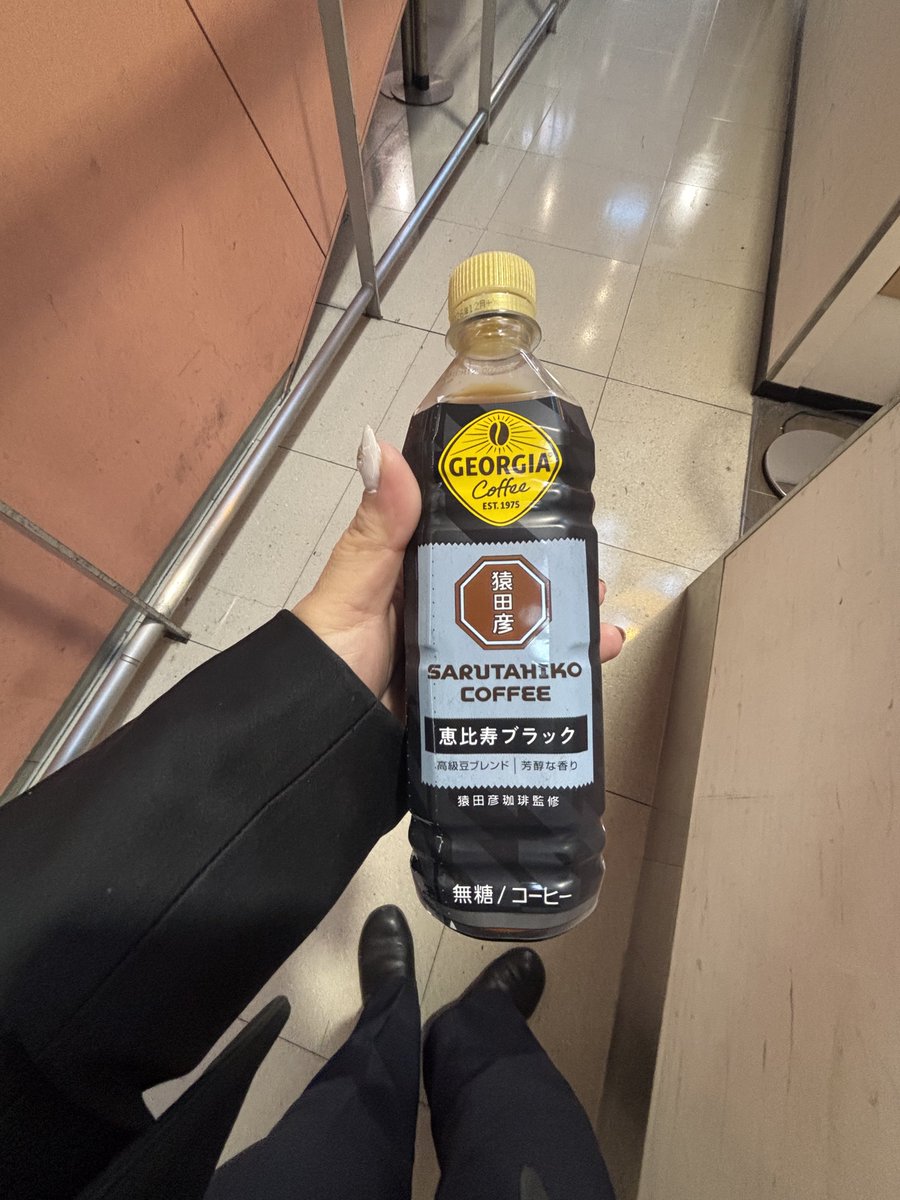 GEORGIA
Coffee
EST. 1975
猿田彦
SARUTAHIKO
COFFEE
恵比寿ブラック
高級豆ブレンド|芳醇な香り
猿田彦珈琲監修
無糖/コーヒー